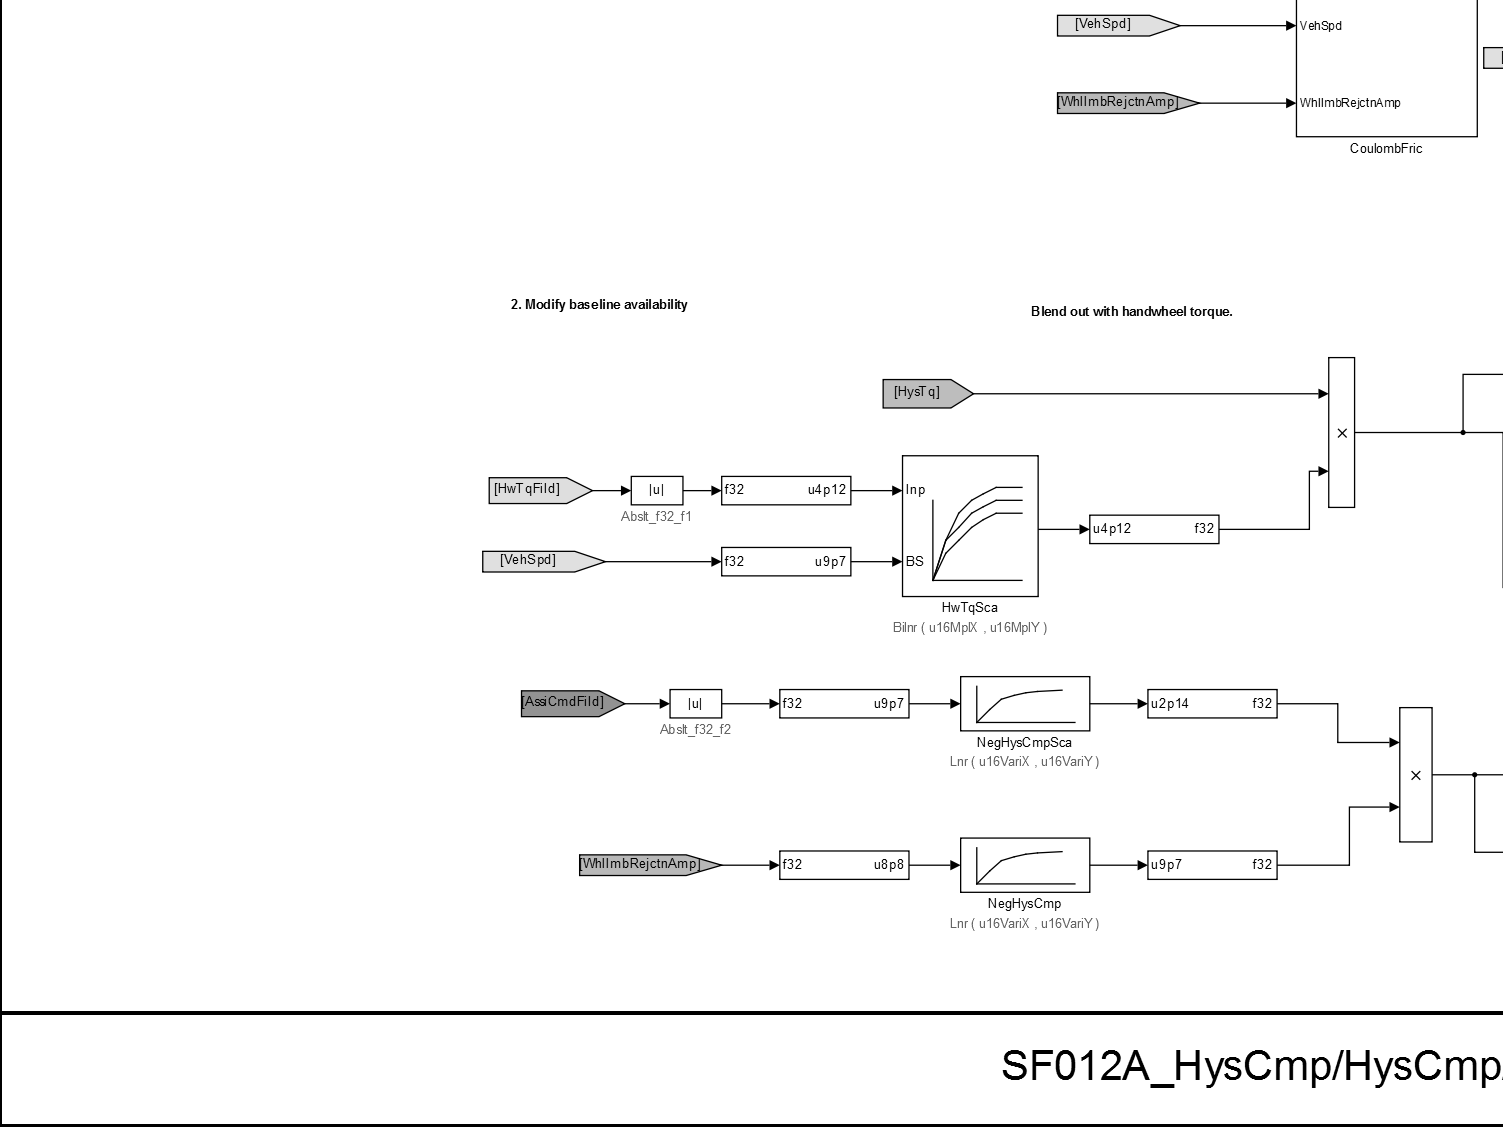 [VehSpd]
VehSpd
[WhlImbRejctnAmp]
WhlImbRejctnAmp
CoulombFric
2. Modify baseline availability
Blend out with handwheel torque.
[HysTq]
×
[HwTqFild]
|u|
f32 u4p12
Inp
Abslt_f32_f1
u4p12 f32
[VehSpd]
f32 u9p7
BS
HwTqSca
Bilnr ( u16MplX , u16MplY )
[AssiCmdFild]
|u|
f32 u9p7
u2p14 f32
Abslt_f32_f2
NegHysCmpSca
Lnr ( u16VariX , u16VariY )
×
[WhlImbRejctnAmp]
f32 u8p8
u9p7 f32
NegHysCmp
Lnr ( u16VariX , u16VariY )
SF012A_HysCmp/HysCmp